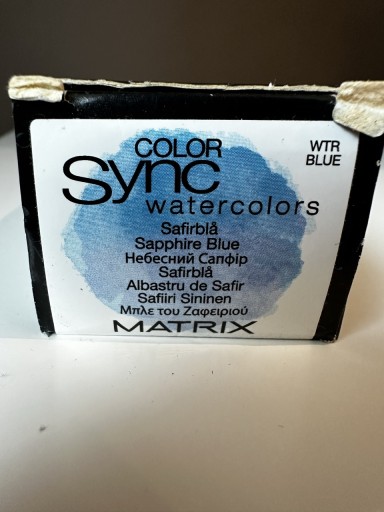 COLOR
Sync
watercolors
WTR
BLUE
Safirblå
Sapphire Blue
Небесний Сапфір
Safirblå
Albastru de Safir
Safiiri Sininen
Μπλε του Ζαφειριού
MATRIX